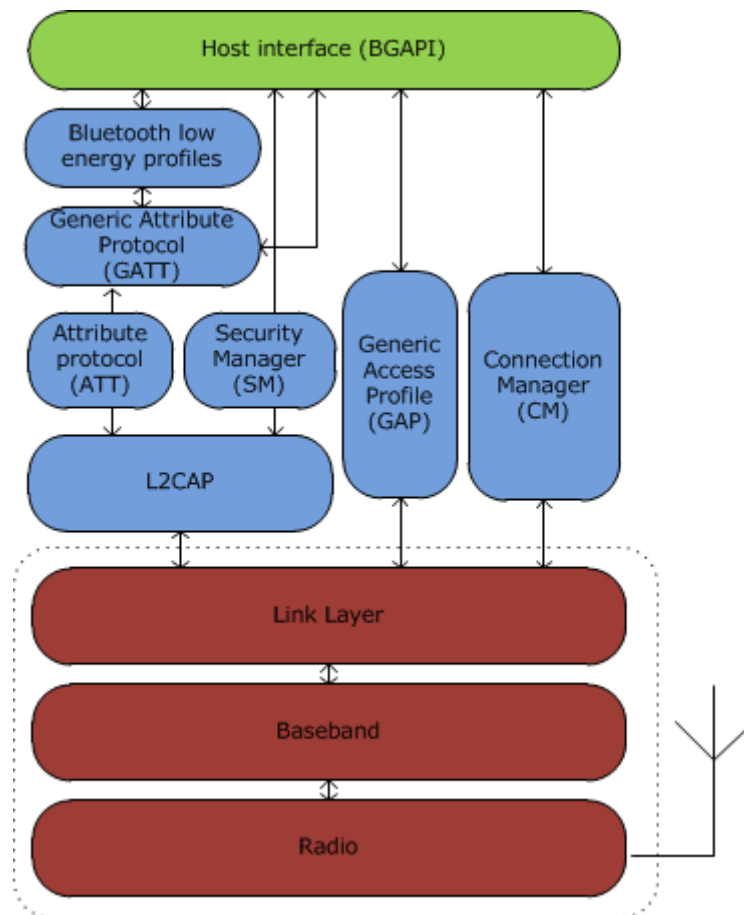 Host interface (BGAPI)
Bluetooth low
energy profiles
Generic Attribute
Protocol
(GATT)
Attribute
protocol
(ATT)
Security
Manager
(SM)
Generic
Access
Profile
(GAP)
Connection
Manager
(CM)
L2CAP
Link Layer
Baseband
Radio